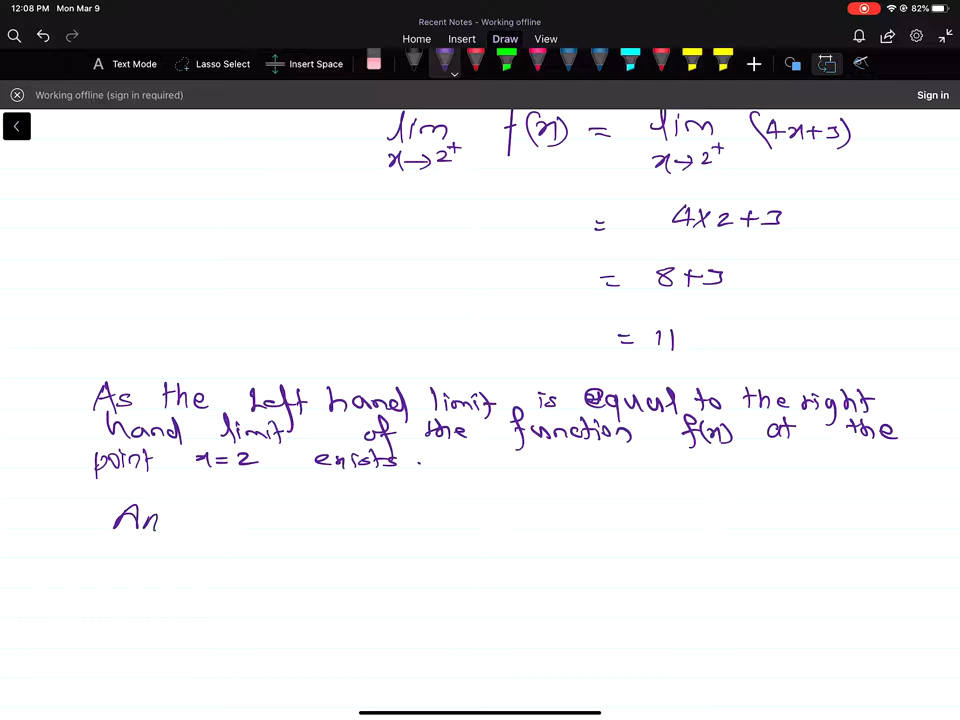 12:08 PM Mon Mar 9
82%
Recent Notes - Working offline
Home Insert Draw View
A Text Mode Lasso Select Insert Space
Working offline (sign in required) Sign in
lim x→2⁺ f(x) = lim x→2⁺ (4x+3)
= 4×2+3
= 8+3
= 11
As the Left hand limit is equal to the right
hand limit of the function f(x) at the
point x=2 exists.
An